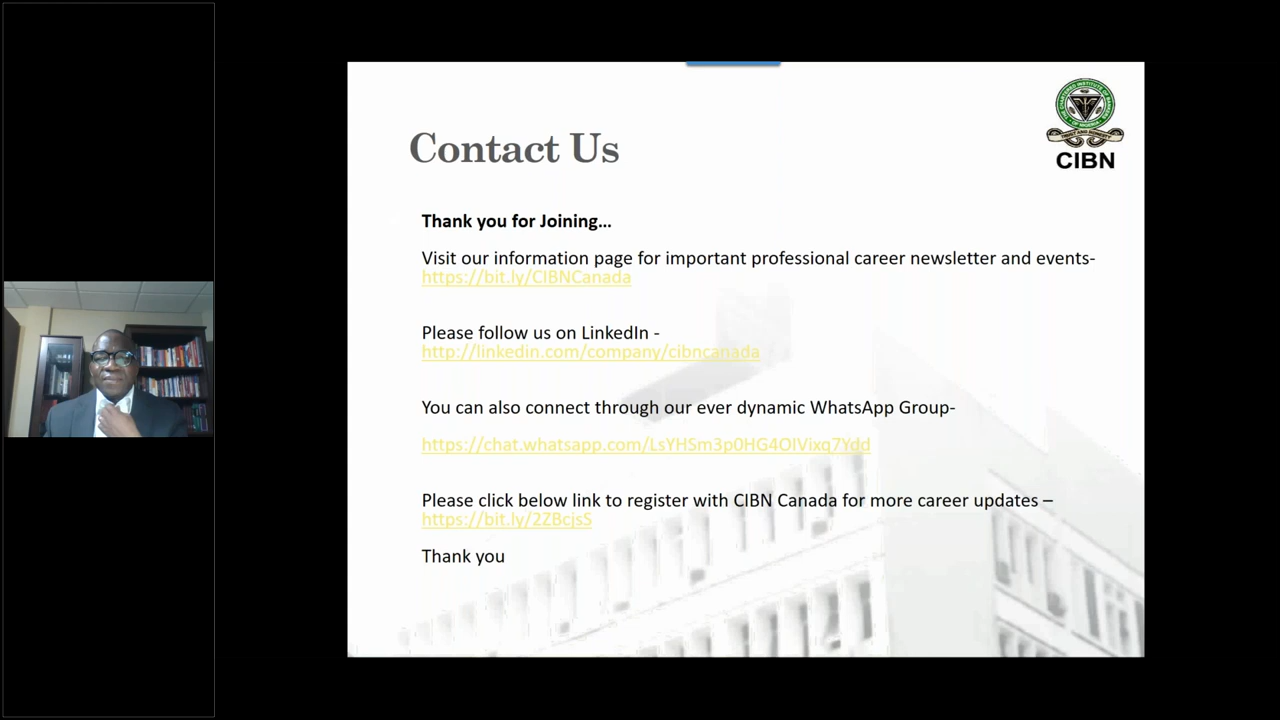 Contact Us
CIBN
Thank you for Joining...
Visit our information page for important professional career newsletter and events-
https://bit.ly/CIBNCanada
Please follow us on LinkedIn -
http://linkedin.com/company/cibncanada
You can also connect through our ever dynamic WhatsApp Group-
https://chat.whatsapp.com/LsYHSm3p0HG4OIVixq7Ydd
Please click below link to register with CIBN Canada for more career updates –
https://bit.ly/2ZBcjsS
Thank you